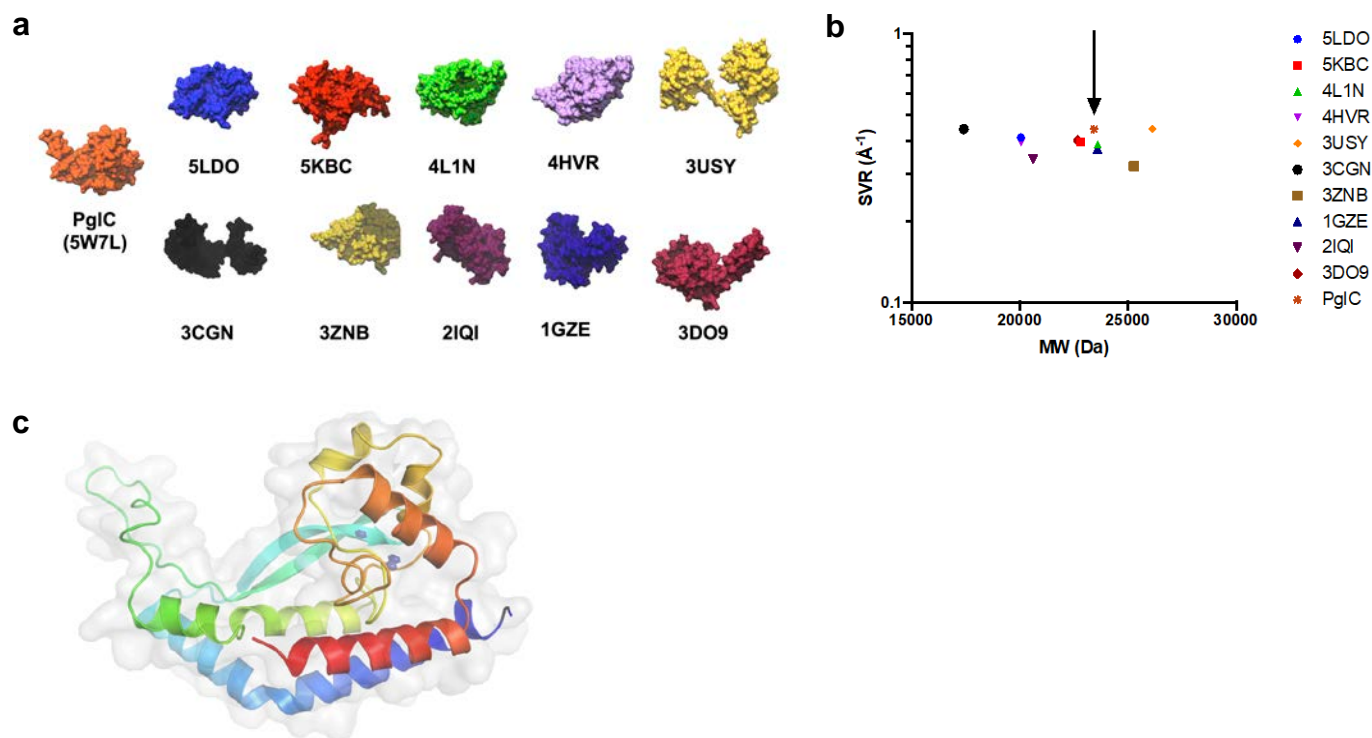 a
5LDO
5KBC
4L1N
4HVR
3USY
PglC
(5W7L)
3CGN
3ZNB
2IQI
1GZE
3DO9
b
1
0.1
SVR (Å⁻¹)
15000
20000
25000
30000
MW (Da)
5LDO
5KBC
4L1N
4HVR
3USY
3CGN
3ZNB
1GZE
2IQI
3DO9
PglC
c